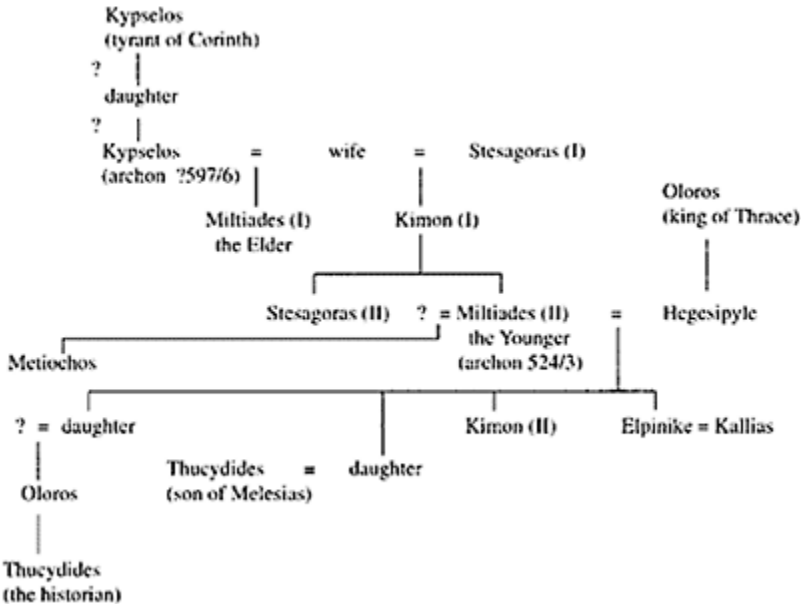 Kypselos
(tyrant of Corinth)
?
daughter
?
Kypselos = wife = Stesagoras (I)
(archon ?597/6)
Oloros
(king of Thrace)
Miltiades (I) Kimon (I)
the Elder
Stesagoras (II) ? = Miltiades (II) = Hegesipyle
the Younger
Metiochos (archon 524/3)
? = daughter Kimon (II) Elpinike = Kallias
Thucydides = daughter
(son of Melesias)
Oloros
Thucydides
(the historian)